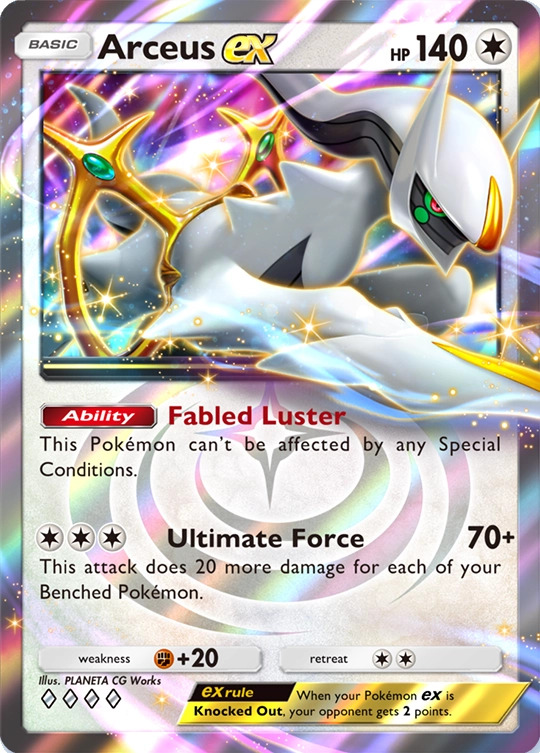 BASIC Arceus ex HP 140
Ability Fabled Luster
This Pokémon can't be affected by any Special
Conditions.
Ultimate Force 70+
This attack does 20 more damage for each of your
Benched Pokémon.
weakness +20 retreat
Illus. PLANETA CG Works
ex rule When your Pokémon ex is
Knocked Out, your opponent gets 2 points.